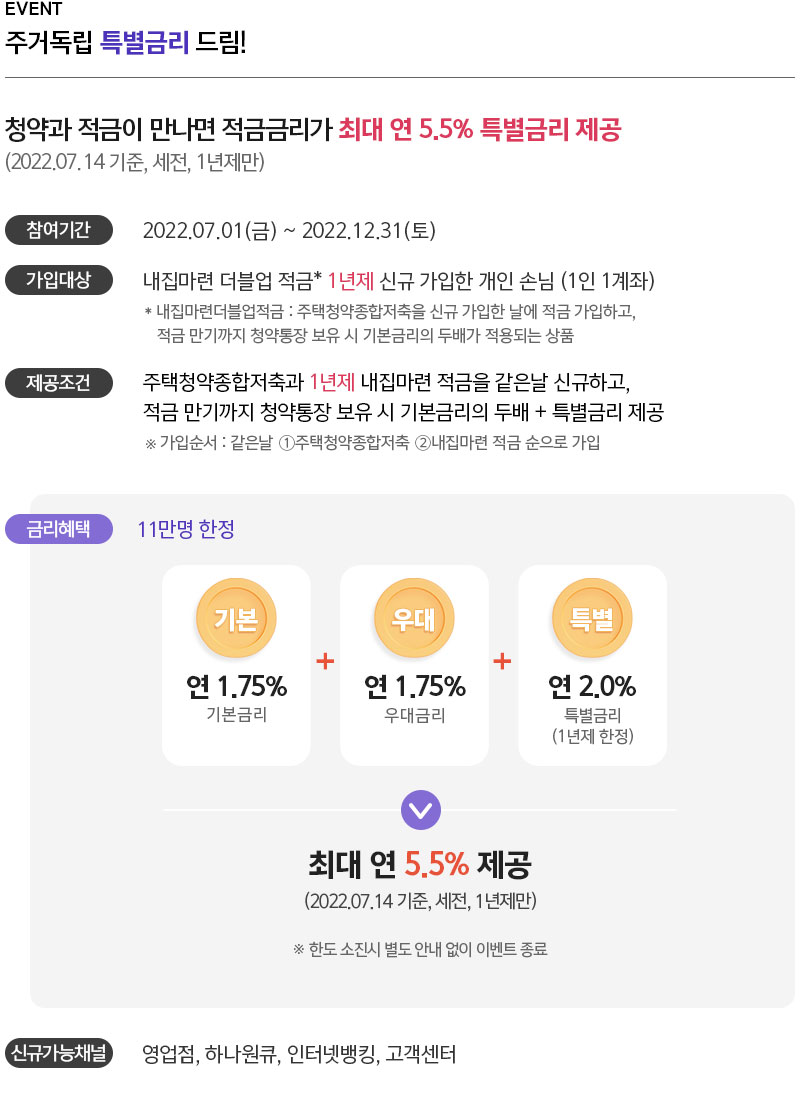 EVENT
주거독립 특별금리 드림!
청약과 적금이 만나면 적금금리가 최대 연 5.5% 특별금리 제공
(2022.07.14 기준, 세전, 1년제만)
참여기간
2022.07.01(금) ~ 2022.12.31(토)
가입대상
내집마련 더블업 적금* 1년제 신규 가입한 개인 손님 (1인 1계좌)
* 내집마련더블업적금 : 주택청약종합저축을 신규 가입한 날에 적금 가입하고,
적금 만기까지 청약통장 보유 시 기본금리의 두배가 적용되는 상품
제공조건
주택청약종합저축과 1년제 내집마련 적금을 같은날 신규하고,
적금 만기까지 청약통장 보유 시 기본금리의 두배 + 특별금리 제공
※ 가입순서 : 같은날 ①주택청약종합저축 ②내집마련 적금 순으로 가입
금리혜택
11만명 한정
기본
연 1.75%
기본금리
+
우대
연 1.75%
우대금리
+
특별
연 2.0%
특별금리
(1년제 한정)
최대 연 5.5% 제공
(2022.07.14 기준, 세전, 1년제만)
※ 한도 소진시 별도 안내 없이 이벤트 종료
신규가능채널
영업점, 하나원큐, 인터넷뱅킹, 고객센터